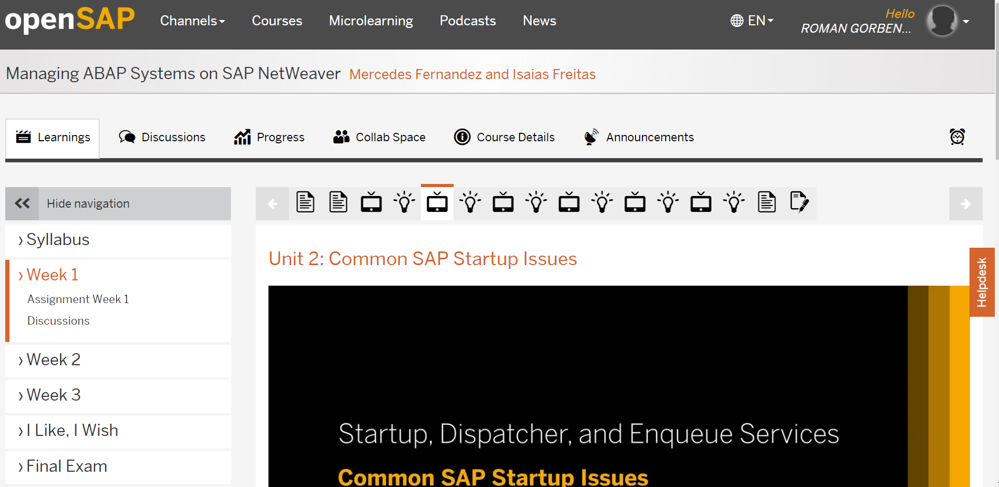 openSAP Channels Courses Microlearning Podcasts News EN Hello
ROMAN GORBEN...
Managing ABAP Systems on SAP NetWeaver Mercedes Fernandez and Isaias Freitas
Learnings Discussions Progress Collab Space Course Details Announcements
Hide navigation
Syllabus
Week 1
Assignment Week 1
Discussions
Week 2
Week 3
I Like, I Wish
Final Exam
Unit 2: Common SAP Startup Issues
Startup, Dispatcher, and Enqueue Services
Common SAP Startup Issues
Helpdesk